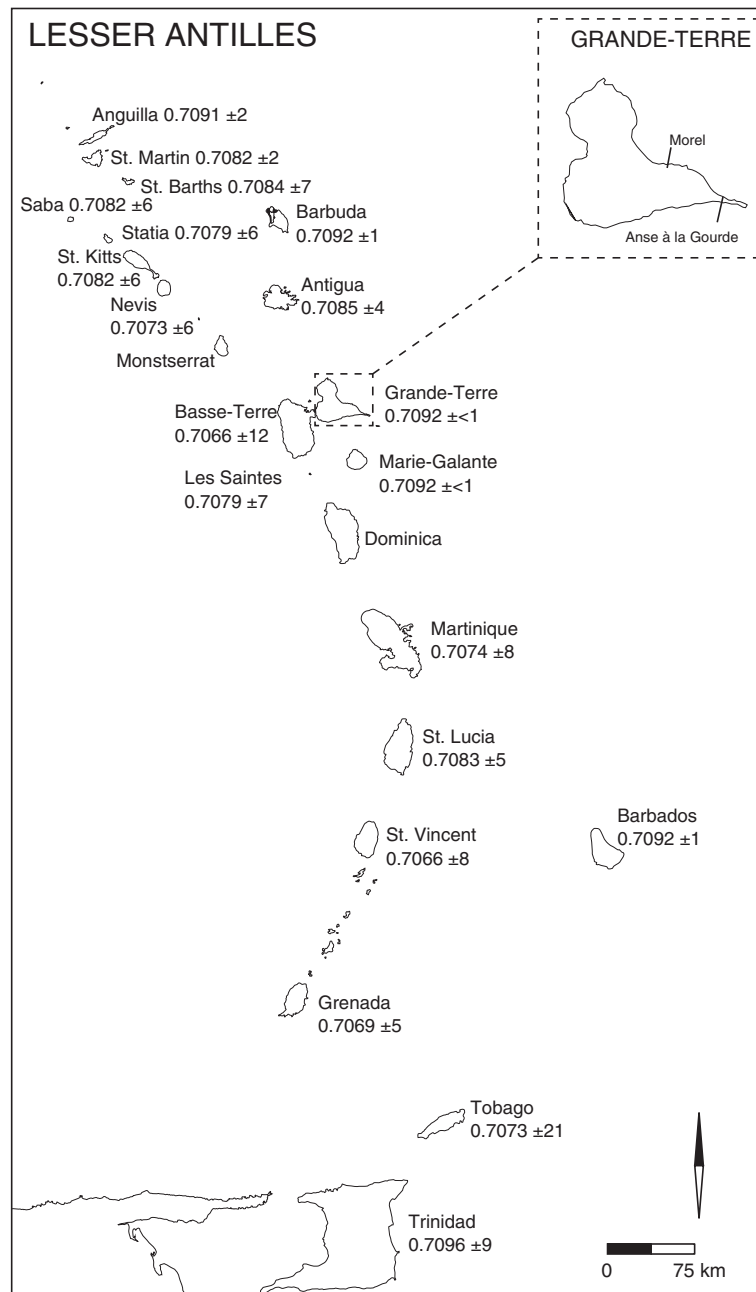 LESSER ANTILLES
GRANDE-TERRE
Morel
Anse à la Gourde
Anguilla 0.7091 ±2
St. Martin 0.7082 ±2
St. Barths 0.7084 ±7
Saba 0.7082 ±6
Barbuda
0.7092 ±1
Statia 0.7079 ±6
St. Kitts
0.7082 ±6
Antigua
0.7085 ±4
Nevis
0.7073 ±6
Monstserrat
Grande-Terre
0.7092 ±<1
Basse-Terre
0.7066 ±12
Marie-Galante
0.7092 ±<1
Les Saintes
0.7079 ±7
Dominica
Martinique
0.7074 ±8
St. Lucia
0.7083 ±5
St. Vincent
0.7066 ±8
Barbados
0.7092 ±1
Grenada
0.7069 ±5
Tobago
0.7073 ±21
Trinidad
0.7096 ±9
0 75 km